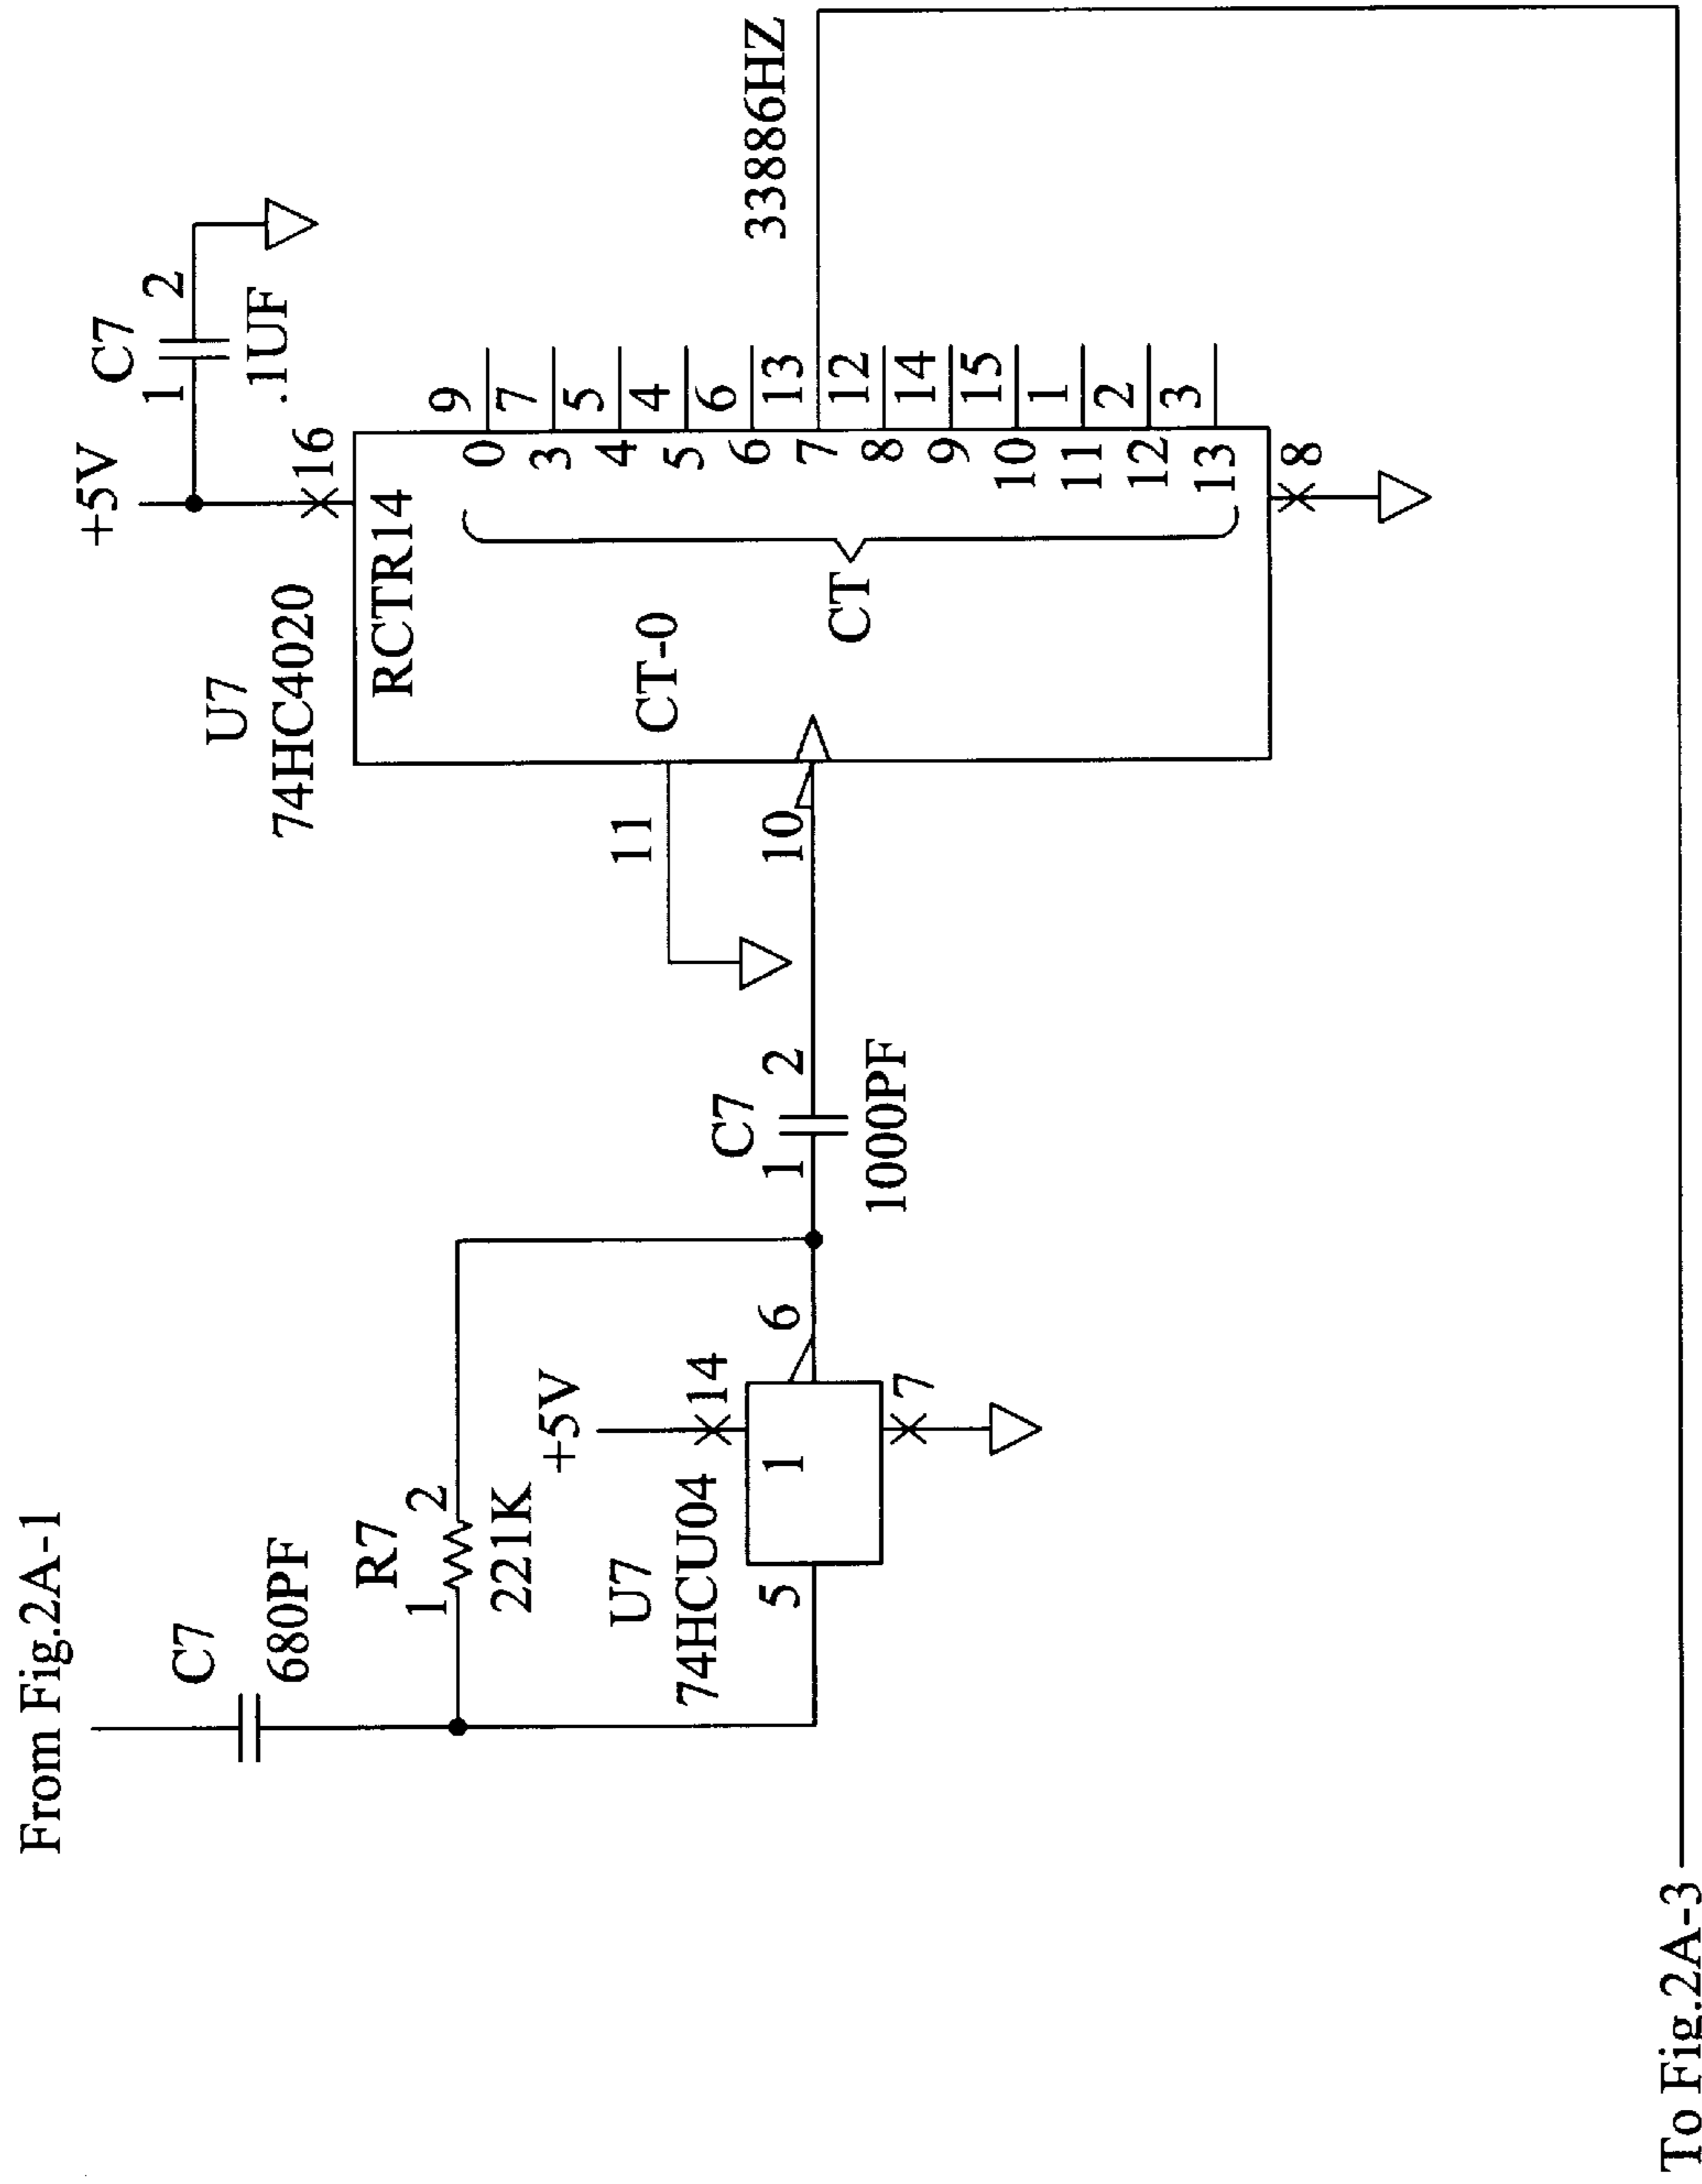 From Fig.2A-1
C7
680PF
R7
1
2
221K
+5V
U7
74HCU04
14
1
5
6
7
C7
1
2
1000PF
+5V
C7
1
2
.1UF
U7
74HC4020
16
RCTR14
CT-0
11
10
CT
0
9
3
7
4
5
5
4
6
6
7
13
8
12
9
14
10
15
11
1
12
2
13
3
8
33886HZ
To Fig.2A-3